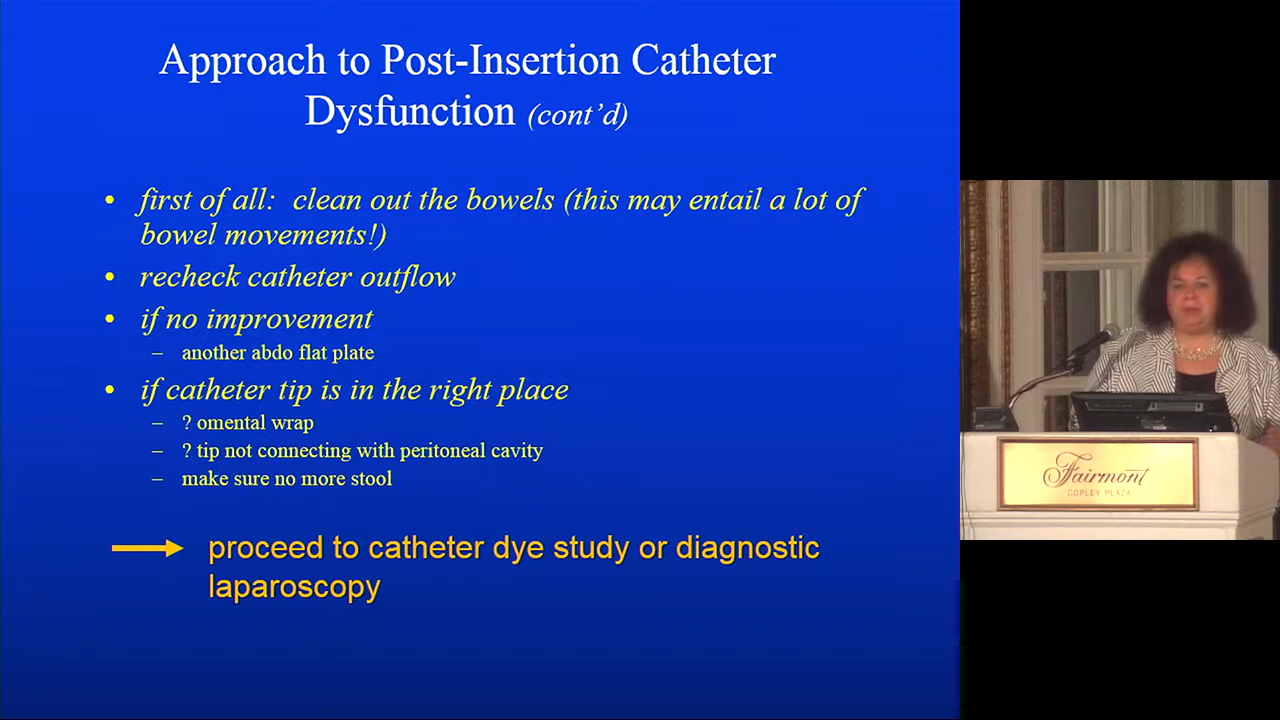 Approach to Post-Insertion Catheter
Dysfunction (cont’d)
• first of all:  clean out the bowels (this may entail a lot of
bowel movements!)
• recheck catheter outflow
• if no improvement
– another abdo flat plate
• if catheter tip is in the right place
– ? omental wrap
– ? tip not connecting with peritoneal cavity
– make sure no more stool
proceed to catheter dye study or diagnostic
laparoscopy
Fairmont
COPLEY PLAZA